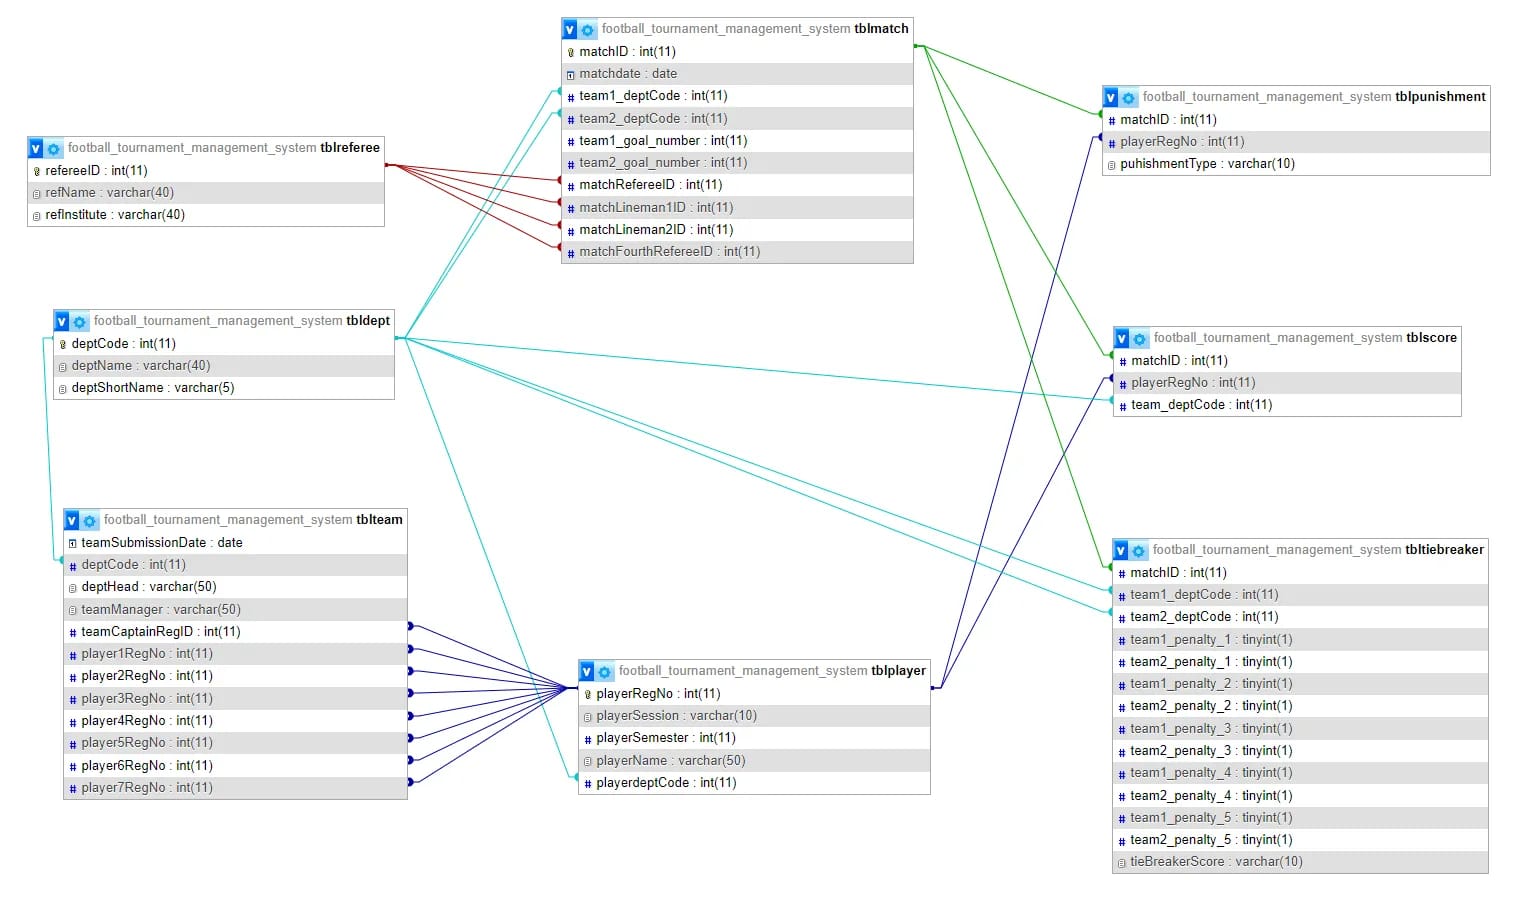 football_tournament_management_system tblmatch
matchID : int(11)
matchdate : date
team1_deptCode : int(11)
team2_deptCode : int(11)
team1_goal_number : int(11)
team2_goal_number : int(11)
matchRefereeID : int(11)
matchLineman1ID : int(11)
matchLineman2ID : int(11)
matchFourthRefereeID : int(11)
football_tournament_management_system tblpunishment
matchID : int(11)
playerRegNo : int(11)
puhishmentType : varchar(10)
football_tournament_management_system tblreferee
refereeID : int(11)
refName : varchar(40)
refInstitute : varchar(40)
football_tournament_management_system tbldept
deptCode : int(11)
deptName : varchar(40)
deptShortName : varchar(5)
football_tournament_management_system tblscore
matchID : int(11)
playerRegNo : int(11)
team_deptCode : int(11)
football_tournament_management_system tblteam
teamSubmissionDate : date
deptCode : int(11)
deptHead : varchar(50)
teamManager : varchar(50)
teamCaptainRegID : int(11)
player1RegNo : int(11)
player2RegNo : int(11)
player3RegNo : int(11)
player4RegNo : int(11)
player5RegNo : int(11)
player6RegNo : int(11)
player7RegNo : int(11)
football_tournament_management_system tblplayer
playerRegNo : int(11)
playerSession : varchar(10)
playerSemester : int(11)
playerName : varchar(50)
playerdeptCode : int(11)
football_tournament_management_system tbltiebreaker
matchID : int(11)
team1_deptCode : int(11)
team2_deptCode : int(11)
team1_penalty_1 : tinyint(1)
team2_penalty_1 : tinyint(1)
team1_penalty_2 : tinyint(1)
team2_penalty_2 : tinyint(1)
team1_penalty_3 : tinyint(1)
team2_penalty_3 : tinyint(1)
team1_penalty_4 : tinyint(1)
team2_penalty_4 : tinyint(1)
team1_penalty_5 : tinyint(1)
team2_penalty_5 : tinyint(1)
tieBreakerScore : varchar(10)